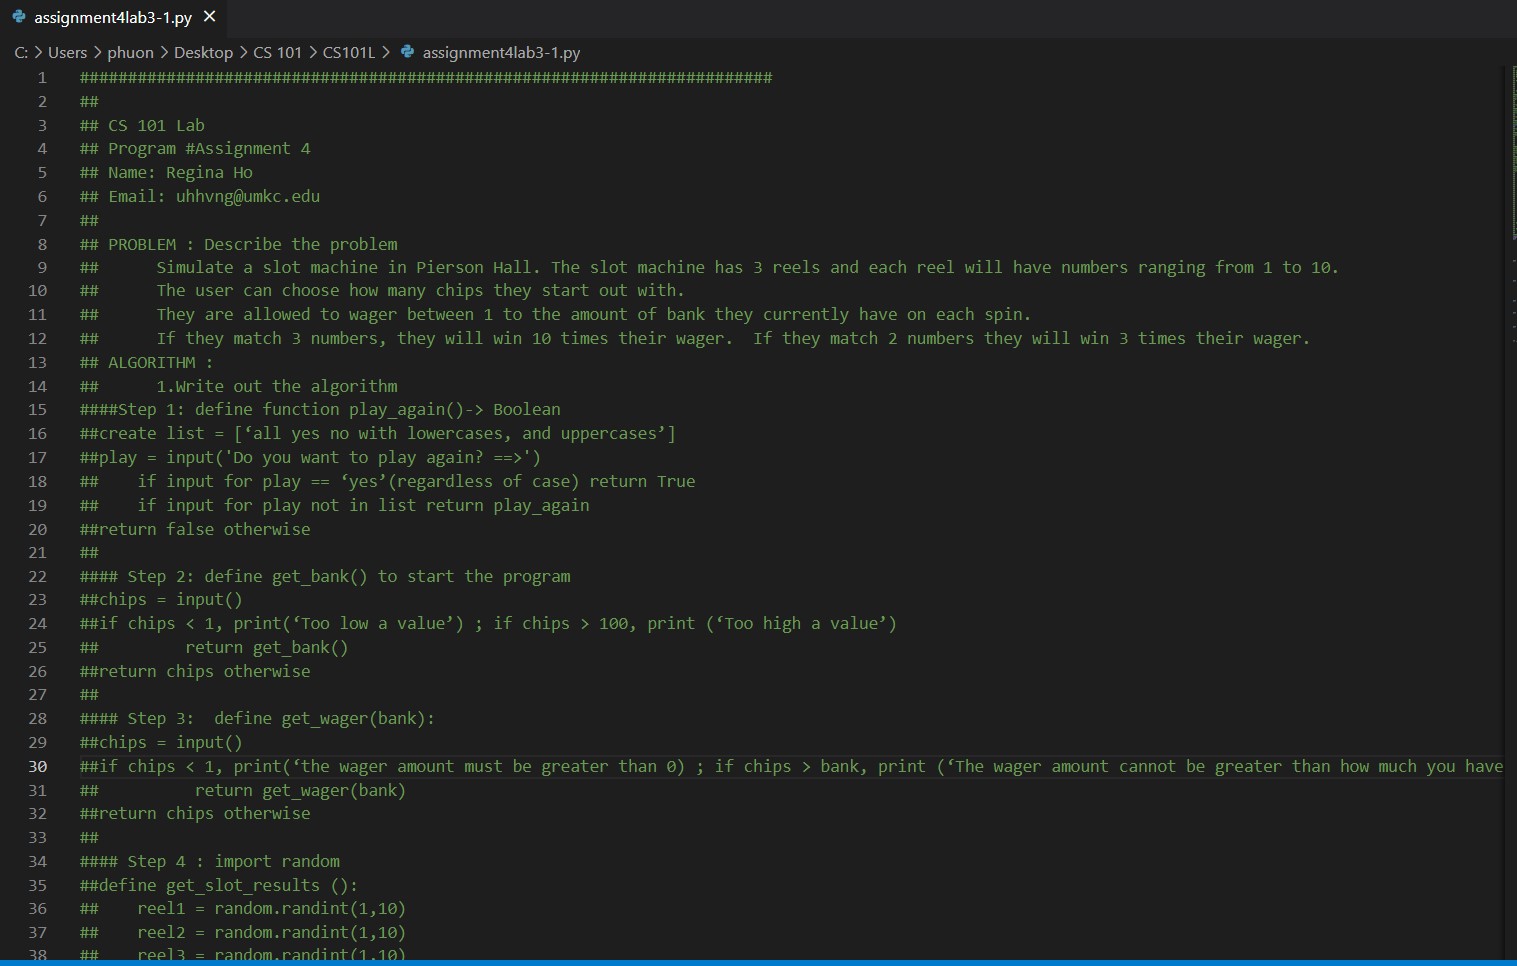 assignment4lab3-1.py ×
C: > Users > phuon > Desktop > CS 101 > CS101L > assignment4lab3-1.py
1 ########################################################################
2 ##
3 ## CS 101 Lab
4 ## Program #Assignment 4
5 ## Name: Regina Ho
6 ## Email: uhhvng@umkc.edu
7 ##
8 ## PROBLEM : Describe the problem
9 ##      Simulate a slot machine in Pierson Hall. The slot machine has 3 reels and each reel will have numbers ranging from 1 to 10.
10 ##      The user can choose how many chips they start out with.
11 ##      They are allowed to wager between 1 to the amount of bank they currently have on each spin.
12 ##      If they match 3 numbers, they will win 10 times their wager.  If they match 2 numbers they will win 3 times their wager.
13 ## ALGORITHM :
14 ##      1.Write out the algorithm
15 ####Step 1: define function play_again()-> Boolean
16 ##create list = [‘all yes no with lowercases, and uppercases’]
17 ##play = input('Do you want to play again? ==>')
18 ##    if input for play == ‘yes’(regardless of case) return True
19 ##    if input for play not in list return play_again
20 ##return false otherwise
21 ##
22 #### Step 2: define get_bank() to start the program
23 ##chips = input()
24 ##if chips < 1, print(‘Too low a value’) ; if chips > 100, print (‘Too high a value’)
25 ##         return get_bank()
26 ##return chips otherwise
27 ##
28 #### Step 3:  define get_wager(bank):
29 ##chips = input()
30 ##if chips < 1, print(‘the wager amount must be greater than 0) ; if chips > bank, print (‘The wager amount cannot be greater than how much you have
31 ##          return get_wager(bank)
32 ##return chips otherwise
33 ##
34 #### Step 4 : import random
35 ##define get_slot_results ():
36 ##    reel1 = random.randint(1,10)
37 ##    reel2 = random.randint(1,10)
38 ##    reel3 = random.randint(1,10)